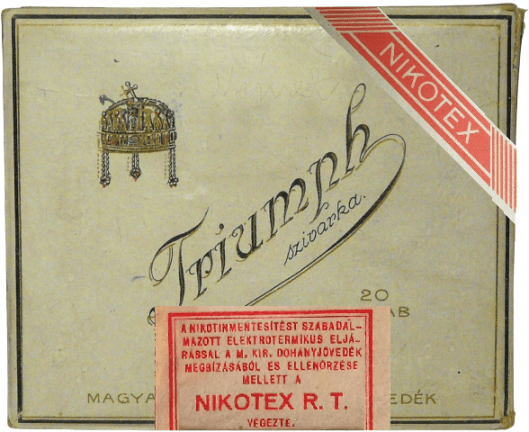 NIKOTEX
Triumph
szivarka.
20
AB
A NIKOTINMENTESÍTÉST SZABADAL-
MAZOTT ELEKTROTERMIKUS ELJÁ-
RÁSSAL A M. KIR. DOHÁNYJÖVEDÉK
MEGBÍZÁSÁBÓL ÉS ELLENŐRZÉSE
MELLETT A
NIKOTEX R. T.
VÉGEZTE.
MAGYA EDÉK